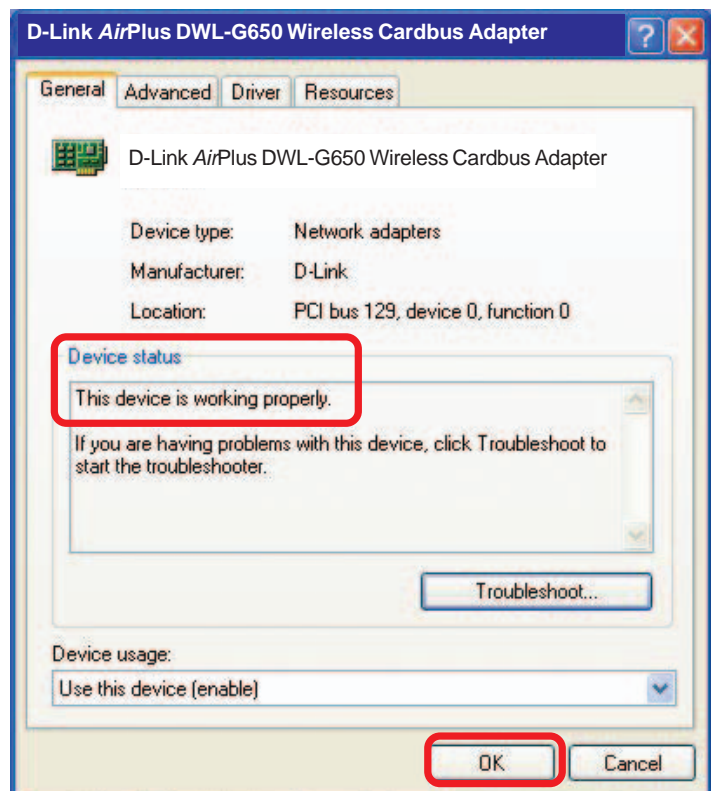 D-Link AirPlus DWL-G650 Wireless Cardbus Adapter
General Advanced Driver Resources
D-Link AirPlus DWL-G650 Wireless Cardbus Adapter
Device type: Network adapters
Manufacturer: D-Link
Location: PCI bus 129, device 0, function 0
Device status
This device is working properly.
If you are having problems with this device, click Troubleshoot to
start the troubleshooter.
Troubleshoot...
Device usage:
Use this device (enable)
OK Cancel